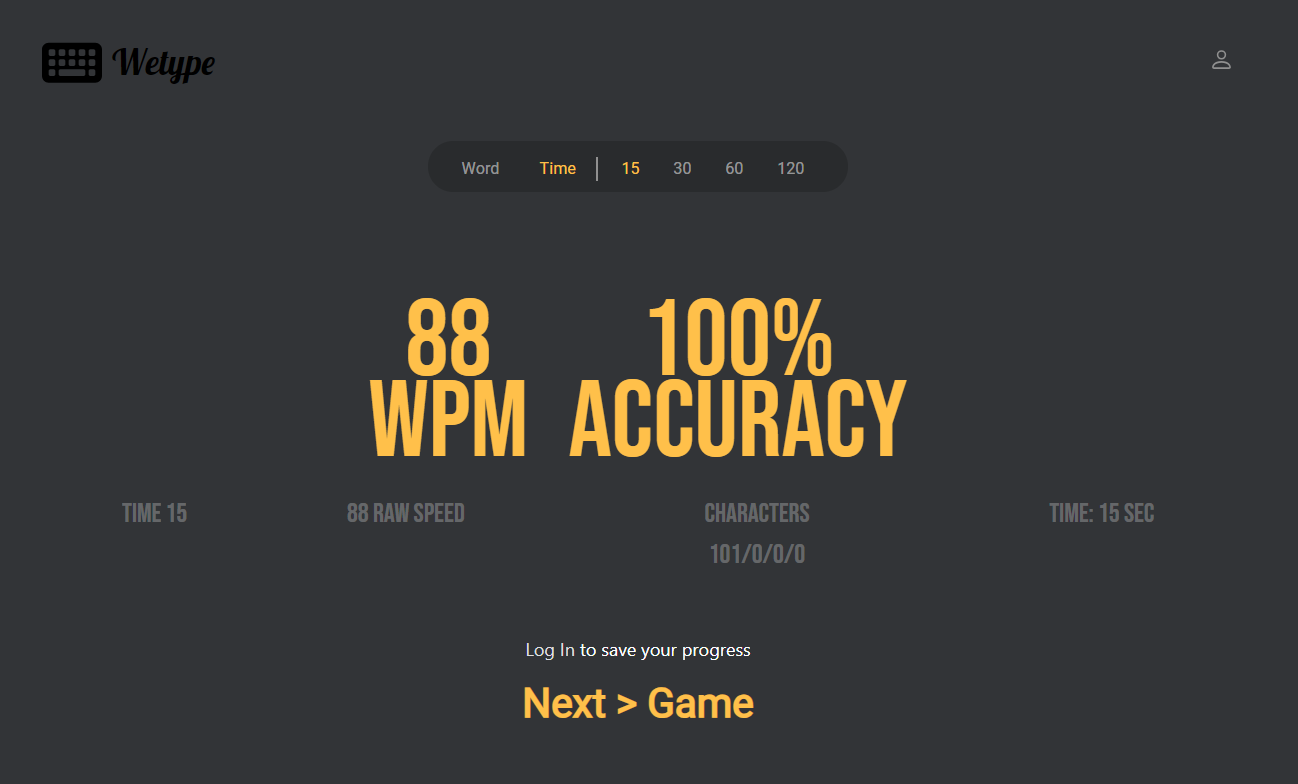 Wetype
Word Time | 15 30 60 120
88
WPM
100%
ACCURACY
TIME 15
88 RAW SPEED
CHARACTERS
101/0/0/0
TIME: 15 SEC
Log In to save your progress
Next > Game